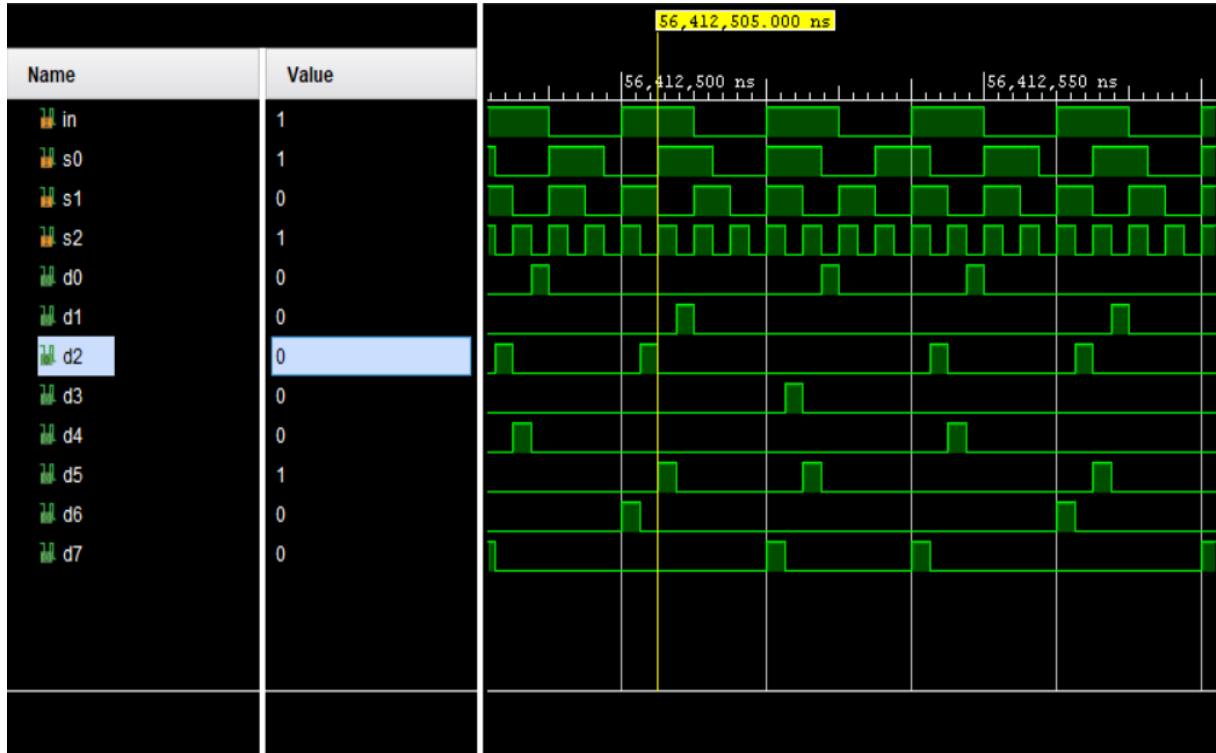 56,412,505.000 ns
Name Value
56,412,500 ns 56,412,550 ns
in 1
s0 1
s1 0
s2 1
d0 0
d1 0
d2 0
d3 0
d4 0
d5 1
d6 0
d7 0